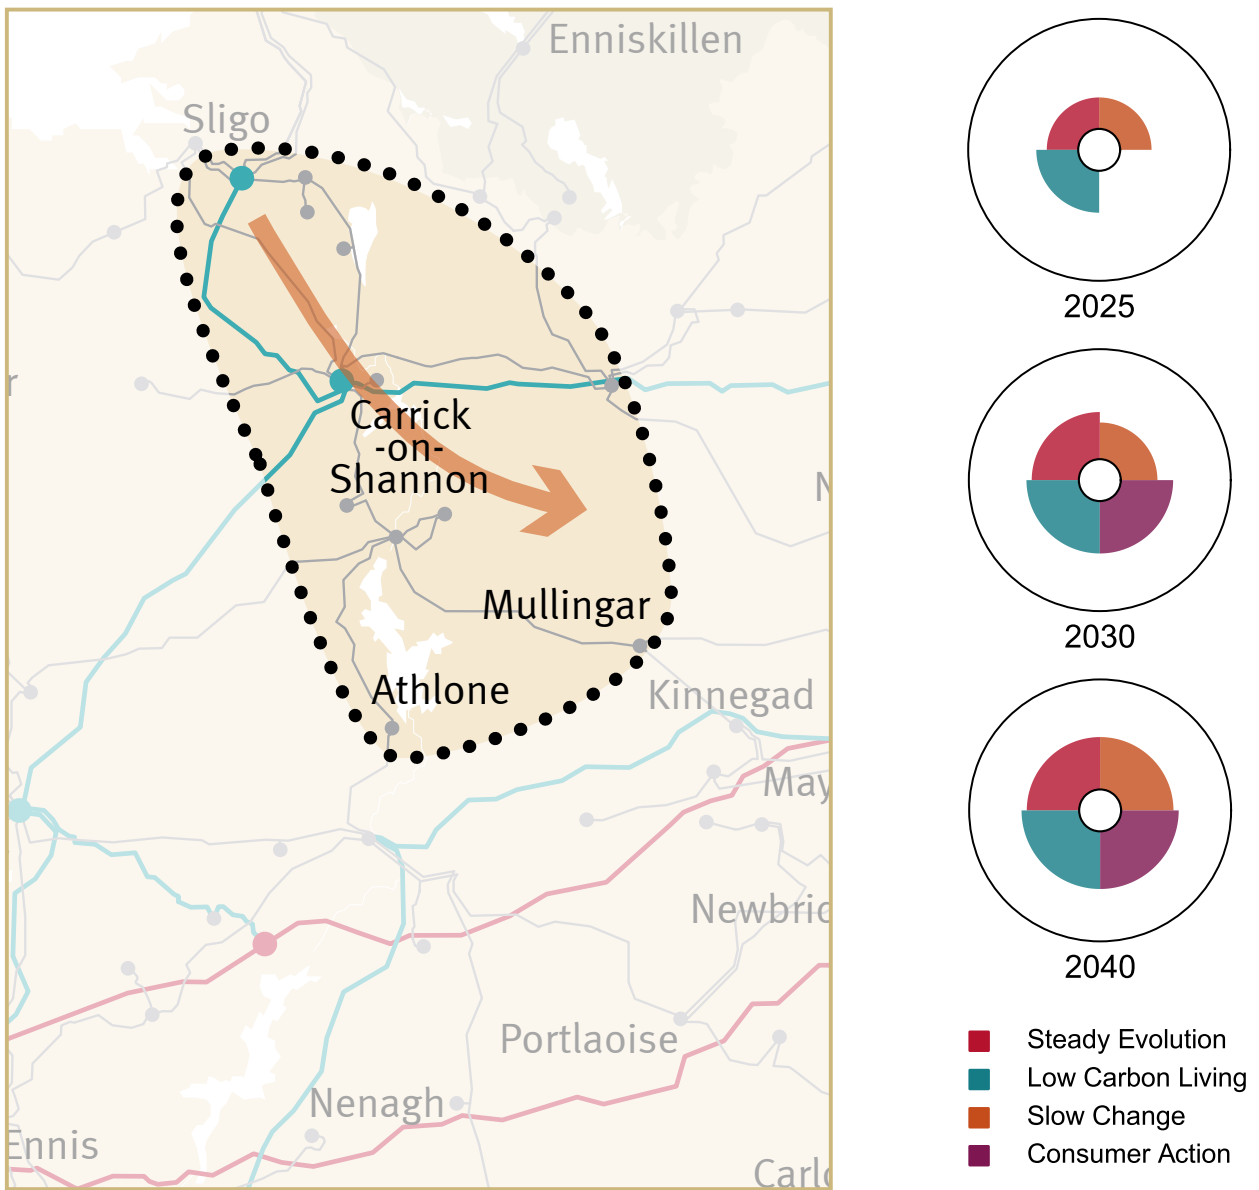 Enniskillen
Sligo
Carrick
-on-
Shannon
Mullingar
Athlone
Kinnegad
May
Newbric
Portlaoise
Nenagh
Ennis
Carlo
2025
2030
2040
Steady Evolution
Low Carbon Living
Slow Change
Consumer Action